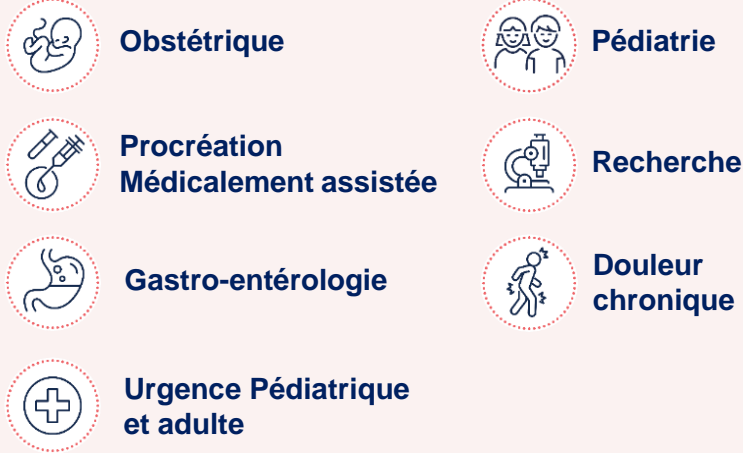 Obstétrique
Pédiatrie
Procréation
Médicalement assistée
Recherche
Gastro-entérologie
Douleur
chronique
Urgence Pédiatrique
et adulte